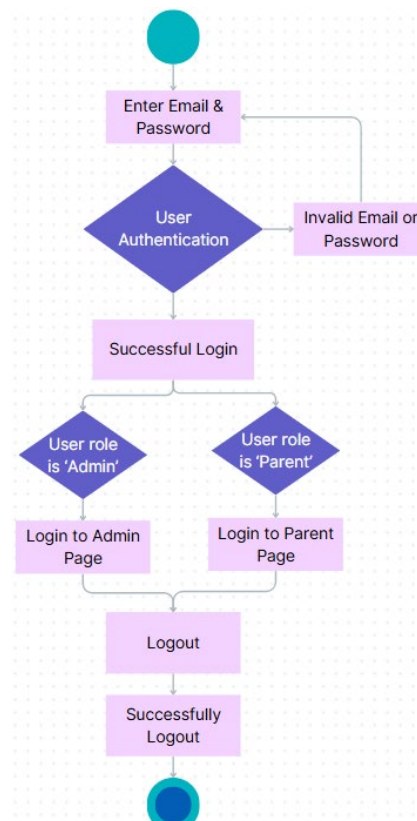 Enter Email &
Password
User
Authentication
Invalid Email or
Password
Successful Login
User role
is ‘Admin’
User role
is ‘Parent’
Login to Admin
Page
Login to Parent
Page
Logout
Successfully
Logout